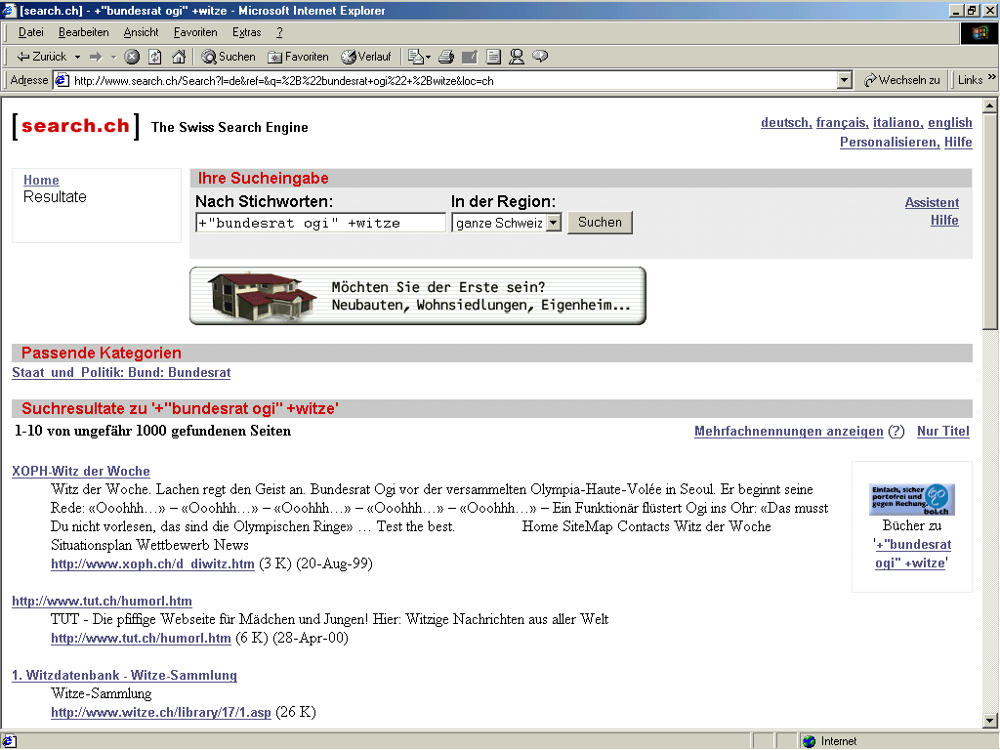 [search.ch] - +"bundesrat ogi" +witze - Microsoft Internet Explorer
Datei Bearbeiten Ansicht Favoriten Extras ?
Zurück Suchen Favoriten Verlauf
Adresse http://www.search.ch/Search?l=de&ref=&q=%2B%22bundesrat+ogi%22+%2Bwitze&loc=ch Wechseln zu Links »
[search.ch] The Swiss Search Engine
deutsch, français, italiano, english
Personalisieren, Hilfe
Home
Resultate
Ihre Sucheingabe
Nach Stichworten: In der Region:
+"bundesrat ogi" +witze ganze Schweiz Suchen
Assistent
Hilfe
Möchten Sie der Erste sein?
Neubauten, Wohnsiedlungen, Eigenheim...
Passende Kategorien
Staat und Politik: Bund: Bundesrat
Suchresultate zu '+"bundesrat ogi" +witze'
1-10 von ungefähr 1000 gefundenen Seiten Mehrfachnennungen anzeigen (?) Nur Titel
XOPH-Witz der Woche
Witz der Woche. Lachen regt den Geist an. Bundesrat Ogi vor der versammelten Olympia-Haute-Volée in Seoul. Er beginnt seine
Rede: «Ooohhh…» – «Ooohhh…» – «Ooohhh…» – «Ooohhh…» – «Ooohhh…» – Ein Funktionär flüstert Ogi ins Ohr: «Das musst
Du nicht vorlesen, das sind die Olympischen Ringe» … Test the best. Home SiteMap Contacts Witz der Woche
Situationsplan Wettbewerb News
http://www.xoph.ch/d_diwitz.htm (3 K) (20-Aug-99)
Einfach, sicher
portofrei und
gegen Rechung.
bol.ch
Bücher zu
'+"bundesrat
ogi" +witze'
http://www.tut.ch/humorl.htm
TUT - Die pfiffige Webseite für Mädchen und Jungen! Hier: Witzige Nachrichten aus aller Welt
http://www.tut.ch/humorl.htm (6 K) (28-Apr-00)
1. Witzdatenbank - Witze-Sammlung
Witze-Sammlung
http://www.witze.ch/library/17/1.asp (26 K)
Internet